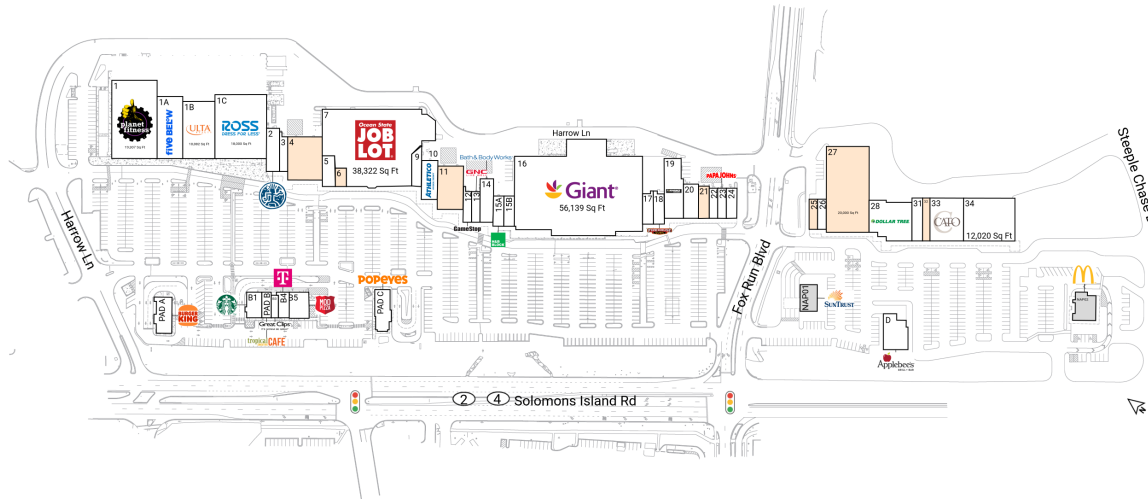 1
planet
fitness
1A
five BELOW
1B
ULTA
1C
ROSS
DRESS FOR LESS
2
3
4
5
6
7
Ocean State
JOB
LOT
38,322 Sq Ft
9
10
ATHLETICO
11
Bath & Body Works
GNC
12
13
14
15A
15B
GameStop
H&R
BLOCK
Harrow Ln
16
Giant
56,139 Sq Ft
17
18
19
20
21
22
23
24
PAPA JOHNS
25
26
27
28
DOLLAR TREE
31
32
33
CATO
34
12,020 Sq Ft
Harrow Ln
Fox Run Blvd
Steeple Chase D
PAD A
BURGER
KING
B1
PAD B
B4
B5
T
MOD
PIZZA
Great Clips
tropical
CAFE
POPEYES
PAD C
NAP01
SUNTRUST
D
Applebee's
NAP02
2
4
Solomons Island Rd